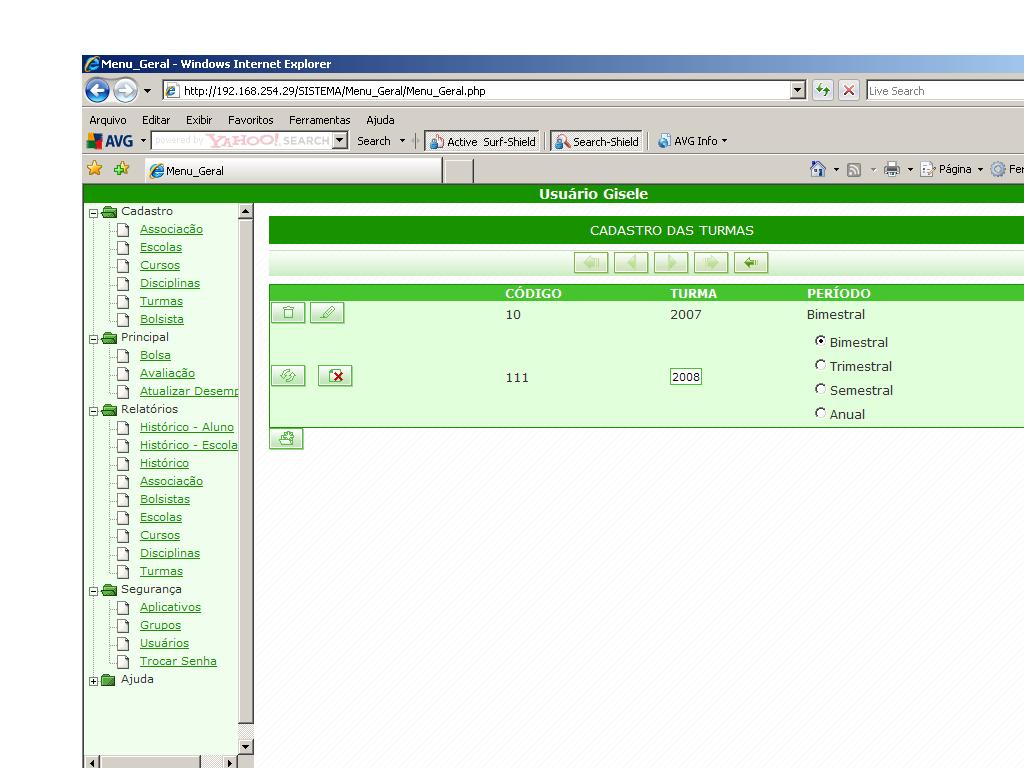 Menu_Geral - Windows Internet Explorer
http://192.168.254.29/SISTEMA/Menu_Geral/Menu_Geral.php
Live Search
Arquivo Editar Exibir Favoritos Ferramentas Ajuda
AVG powered by YAHOO! SEARCH Search Active Surf-Shield Search-Shield AVG Info
Menu_Geral
Página Fer
Usuário Gisele
Cadastro
Associação
Escolas
Cursos
Disciplinas
Turmas
Bolsista
Principal
Bolsa
Avaliação
Atualizar Desemp
Relatórios
Histórico - Aluno
Histórico - Escola
Histórico
Associação
Bolsistas
Escolas
Cursos
Disciplinas
Turmas
Segurança
Aplicativos
Grupos
Usuários
Trocar Senha
Ajuda
CADASTRO DAS TURMAS
CÓDIGO TURMA PERÍODO
10 2007 Bimestral
111 2008
Bimestral
Trimestral
Semestral
Anual